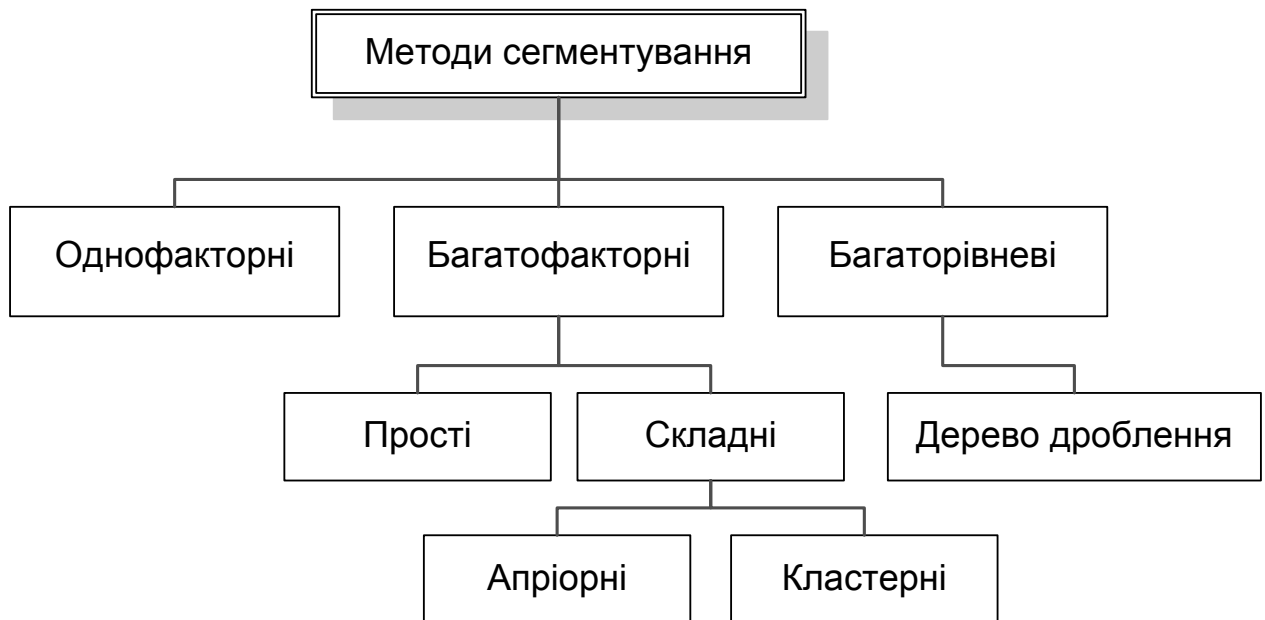 Методи сегментування
Однофакторні
Багатофакторні
Багаторівневі
Прості
Складні
Дерево дроблення
Апріорні
Кластерні